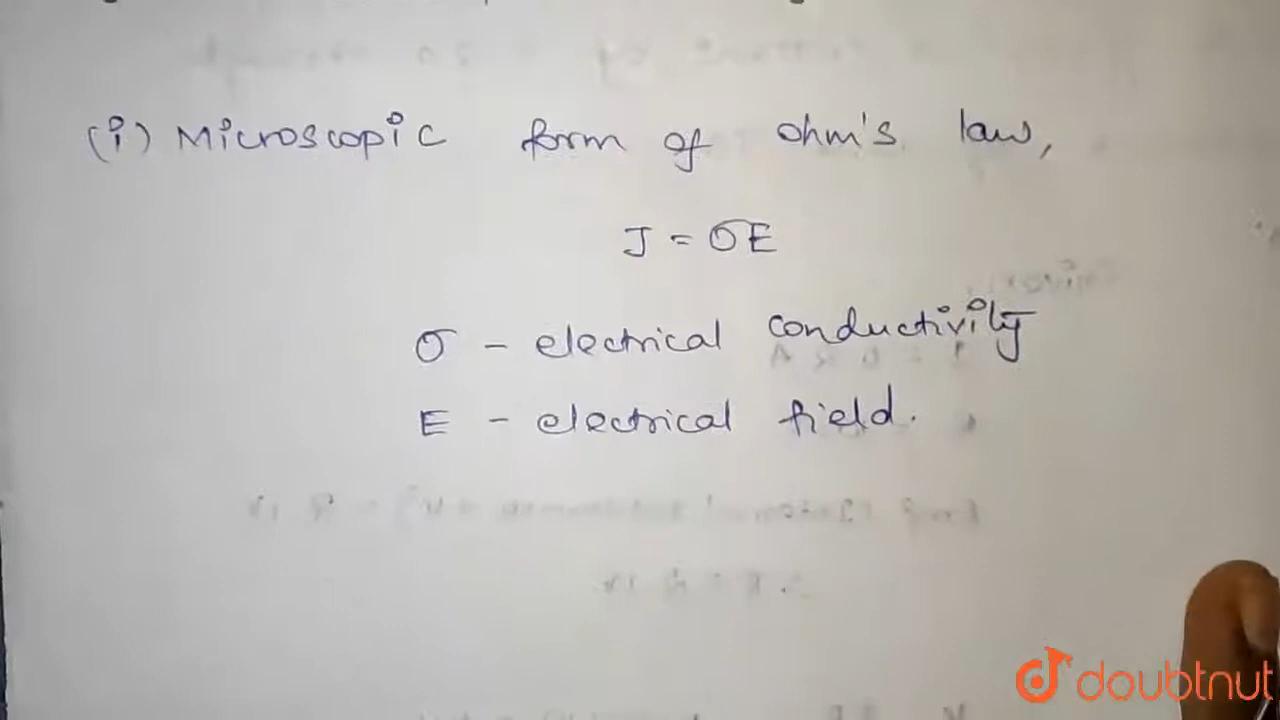 (i) Microscopic form of ohm's law,
J = σE
σ - electrical conductivity
E - electrical field.
doubtnut